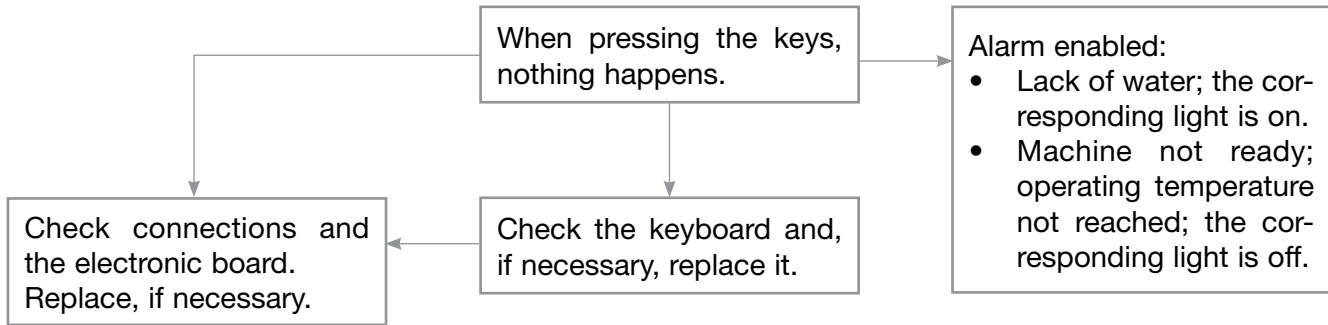 When pressing the keys,
nothing happens.
Alarm enabled:
• Lack of water; the cor-
responding light is on.
• Machine not ready;
operating temperature
not reached; the cor-
responding light is off.
Check connections and
the electronic board.
Replace, if necessary.
Check the keyboard and,
if necessary, replace it.